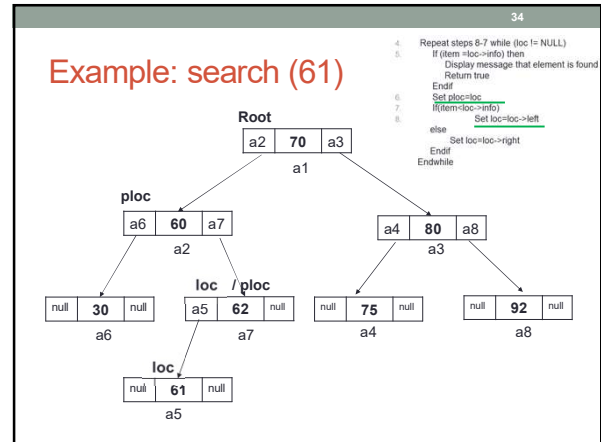 34
Example: search (61)
4. Repeat steps 8-7 while (loc != NULL)
5. If (item =loc->info) then
Display message that element is found
Return true
Endif
6. Set ploc=loc
7. If(item<loc->info)
8. Set loc=loc->left
else
Set loc=loc->right
Endif
Endwhile
Root
a2 70 a3
a1
ploc
a6 60 a7
a2
a4 80 a8
a3
loc / ploc
null 30 null
a6
a5 62 null
a7
null 75 null
a4
null 92 null
a8
loc
null 61 null
a5